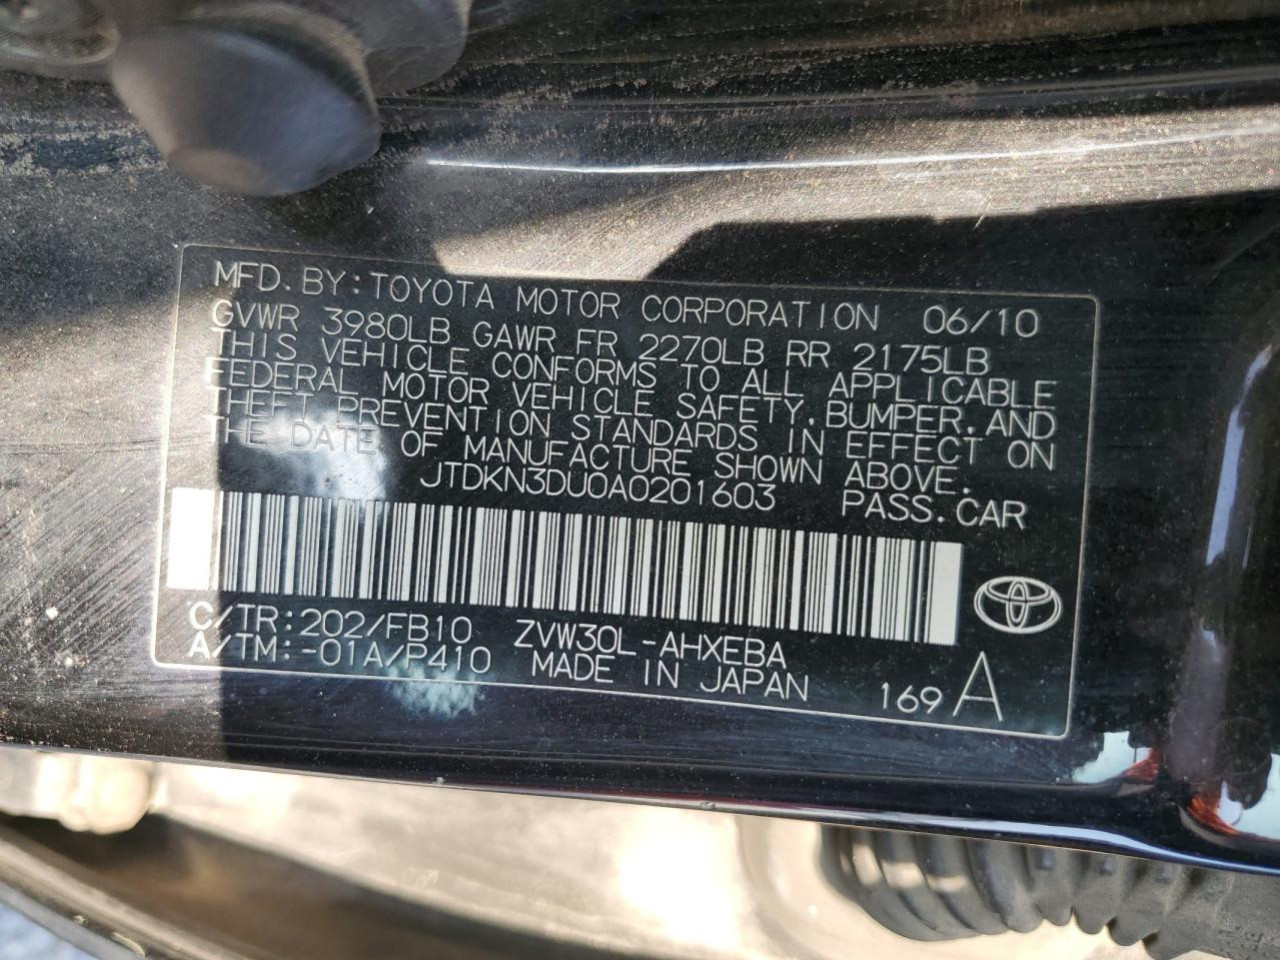 MFD. BY: TOYOTA MOTOR CORPORATION 06/10
GVWR 3980LB GAWR FR 2270LB RR 2175LB
THIS VEHICLE CONFORMS TO ALL APPLICABLE
FEDERAL MOTOR VEHICLE SAFETY, BUMPER, AND
THEFT PREVENTION STANDARDS IN EFFECT ON
THE DATE OF MANUFACTURE SHOWN ABOVE.
JTDKN3DU0A0201603 PASS. CAR
C/TR: 202/FB10 ZVW30L-AHXEBA
A/TM: -01A/P410 MADE IN JAPAN 169 A